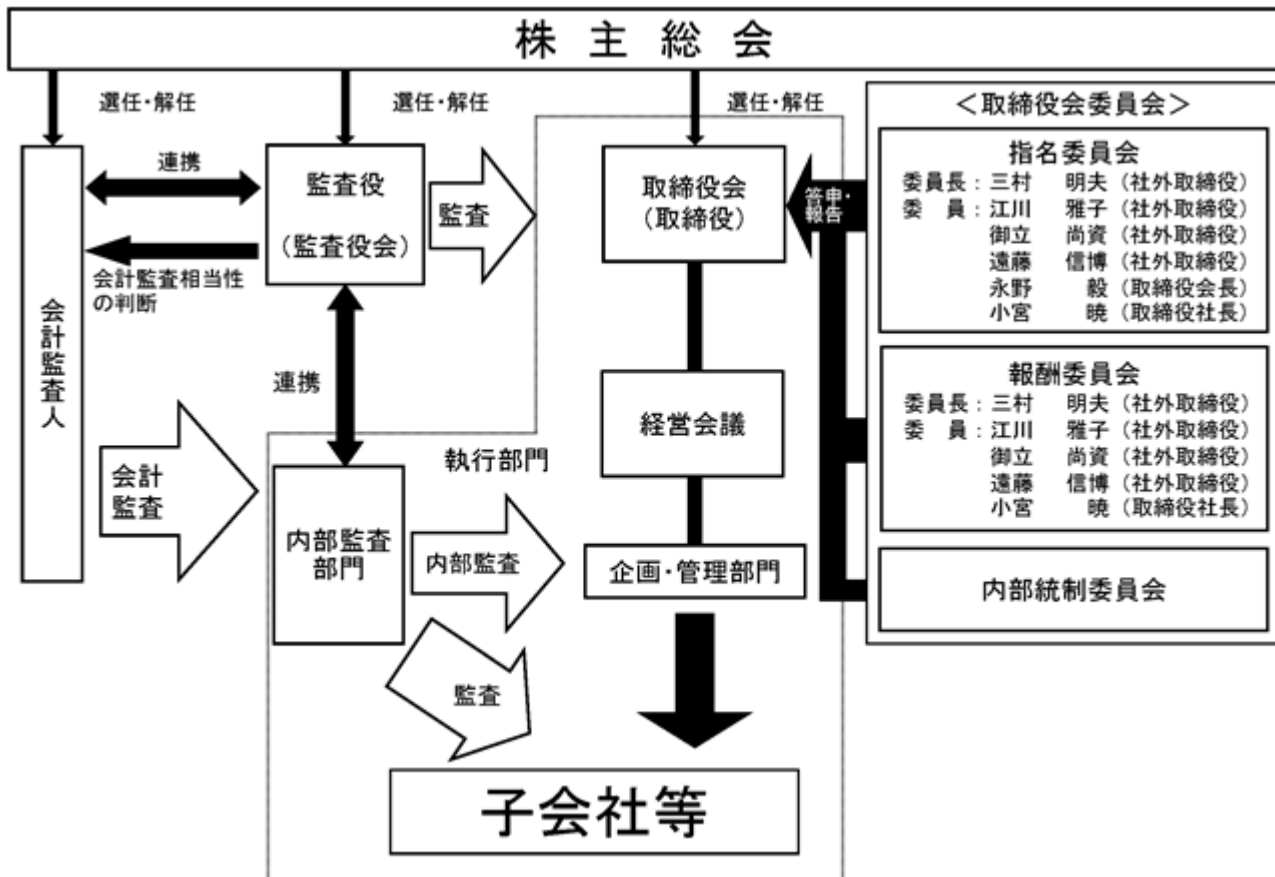 株 主 総 会
選任・解任
選任・解任
選任・解任
連携
会計監査相当性
の判断
会計監査人
監査役
(監査役会)
監査
取締役会
(取締役)
答申・
報告
連携
経営会議
執行部門
会計
監査
内部監査
部門
内部監査
企画・管理部門
監査
子会社等
<取締役会委員会>
指名委員会
委員長:三村 明夫(社外取締役)
委 員:江川 雅子(社外取締役)
御立 尚資(社外取締役)
遠藤 信博(社外取締役)
永野 毅(取締役会長)
小宮 暁(取締役社長)
報酬委員会
委員長:三村 明夫(社外取締役)
委 員:江川 雅子(社外取締役)
御立 尚資(社外取締役)
遠藤 信博(社外取締役)
小宮 暁(取締役社長)
内部統制委員会